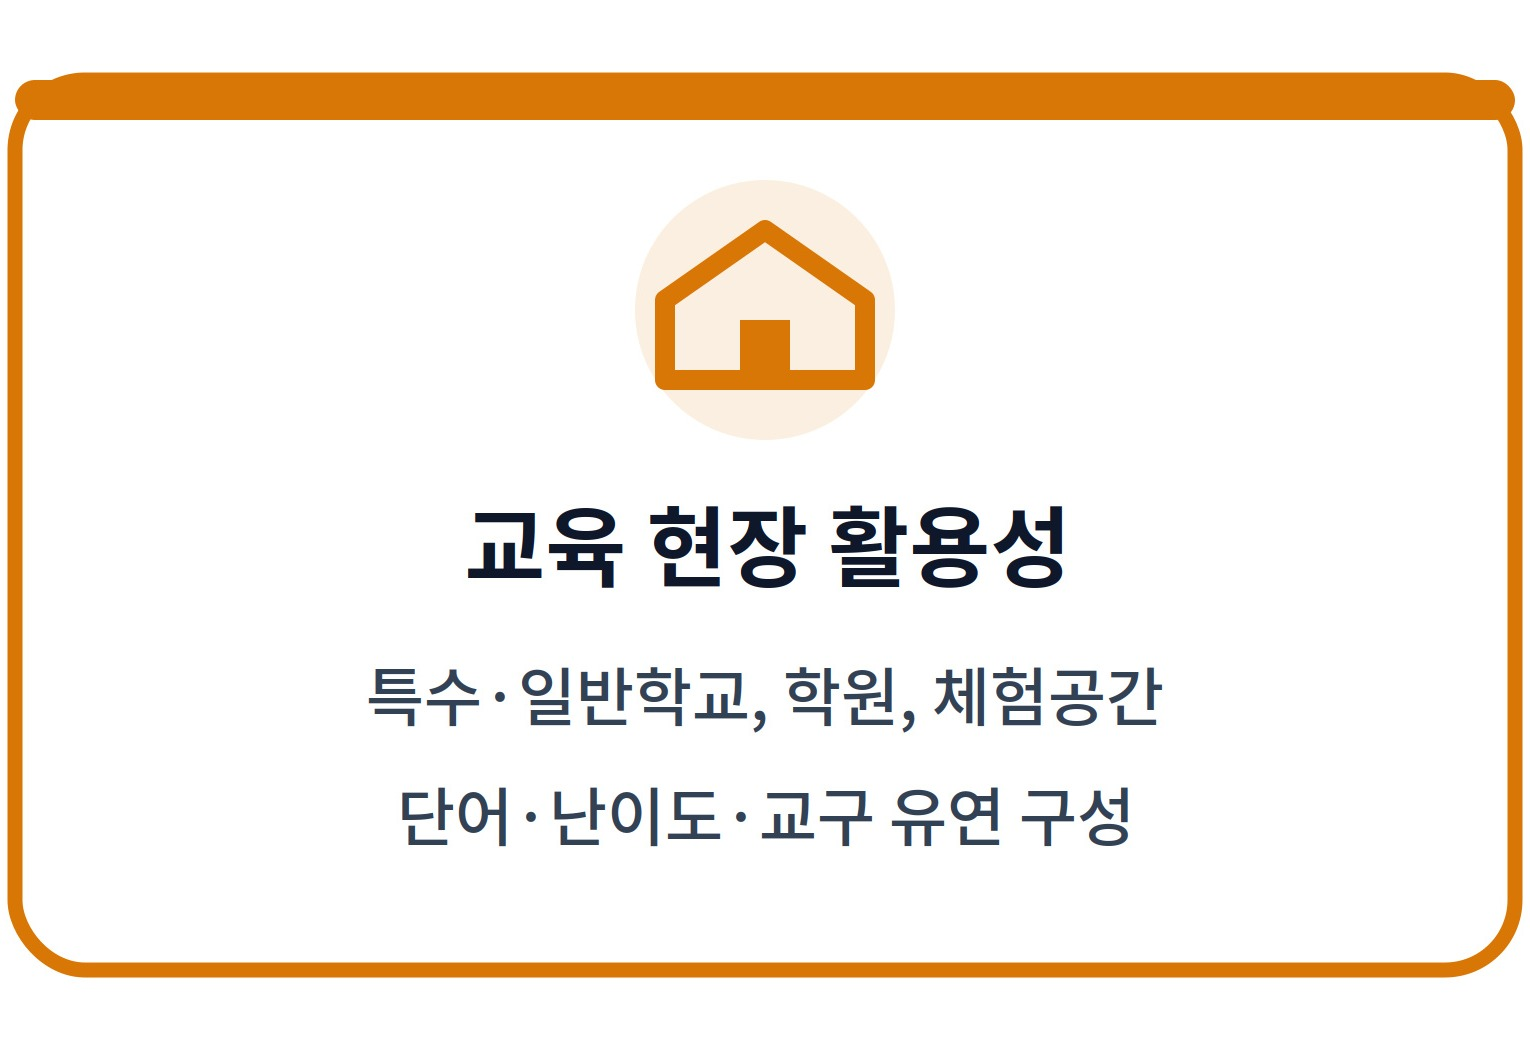 교육 현장 활용성
특수·일반학교, 학원, 체험공간
단어·난이도·교구 유연 구성